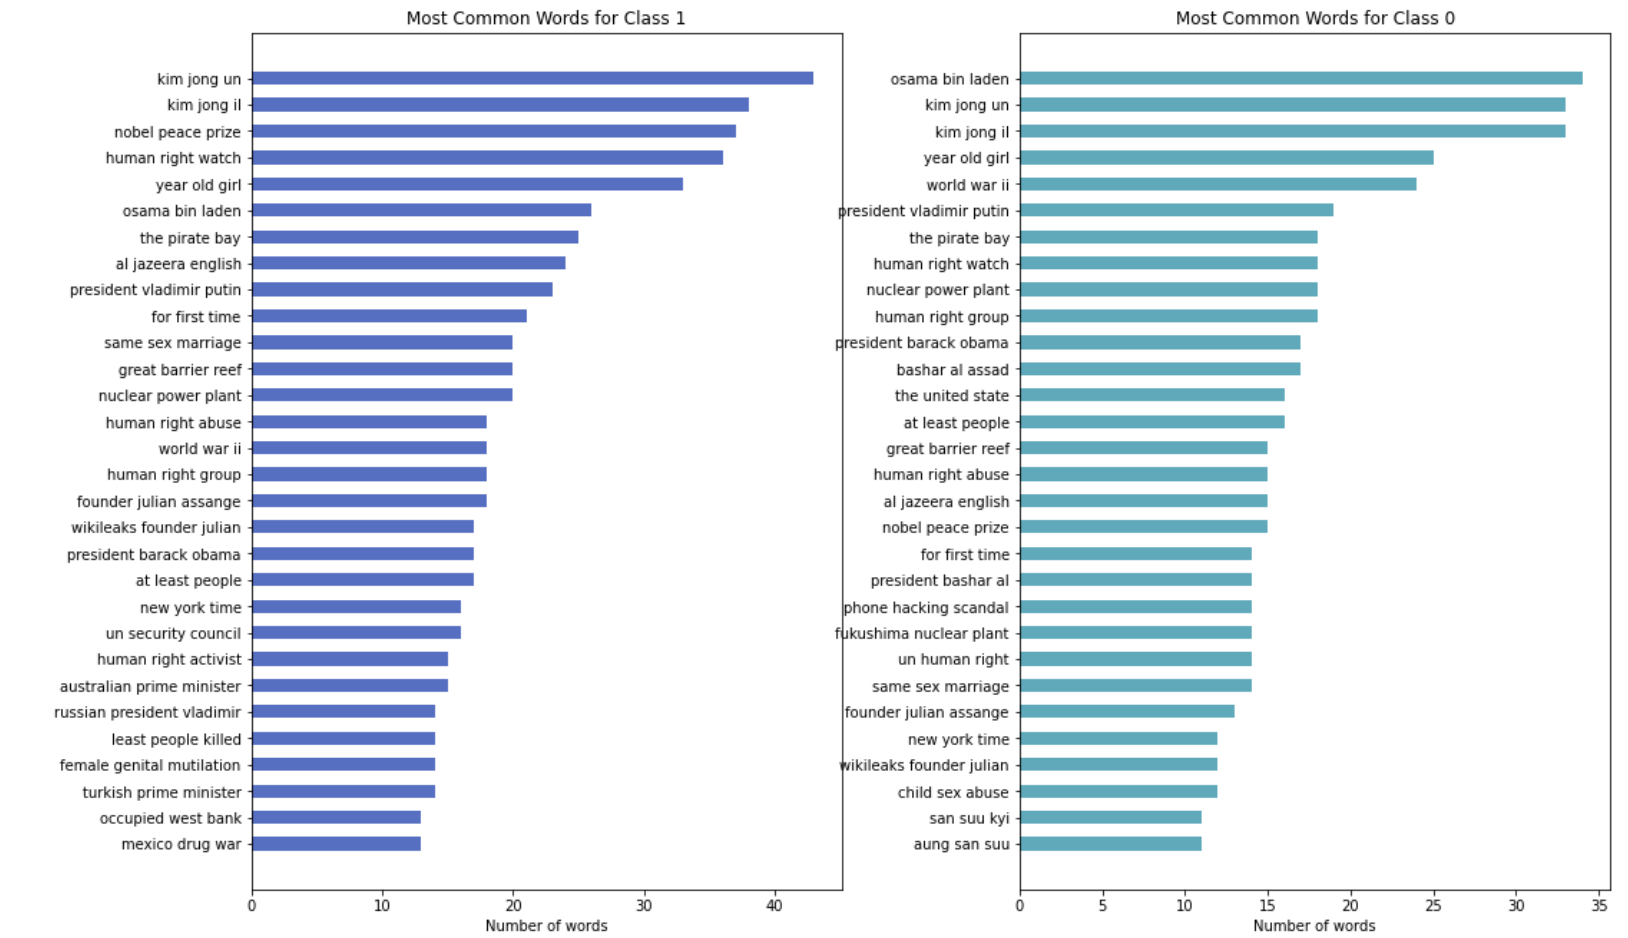 Most Common Words for Class 1
kim jong un
kim jong il
nobel peace prize
human right watch
year old girl
osama bin laden
the pirate bay
al jazeera english
president vladimir putin
for first time
same sex marriage
great barrier reef
nuclear power plant
human right abuse
world war ii
human right group
founder julian assange
wikileaks founder julian
president barack obama
at least people
new york time
un security council
human right activist
australian prime minister
russian president vladimir
least people killed
female genital mutilation
turkish prime minister
occupied west bank
mexico drug war
0 10 20 30 40
Number of words
Most Common Words for Class 0
osama bin laden
kim jong un
kim jong il
year old girl
world war ii
president vladimir putin
the pirate bay
human right watch
nuclear power plant
human right group
president barack obama
bashar al assad
the united state
at least people
great barrier reef
human right abuse
al jazeera english
nobel peace prize
for first time
president bashar al
phone hacking scandal
fukushima nuclear plant
un human right
same sex marriage
founder julian assange
new york time
wikileaks founder julian
child sex abuse
san suu kyi
aung san suu
0 5 10 15 20 25 30 35
Number of words